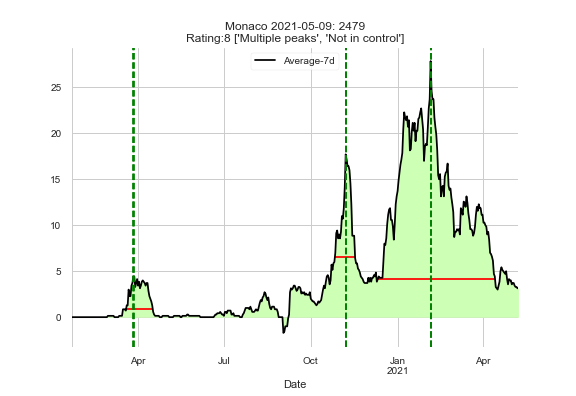 Monaco 2021-05-09: 2479
Rating:8 ['Multiple peaks', 'Not in control']
Average-7d
25
20
15
10
5
0
Apr Jul Oct Jan Apr
2021
Date